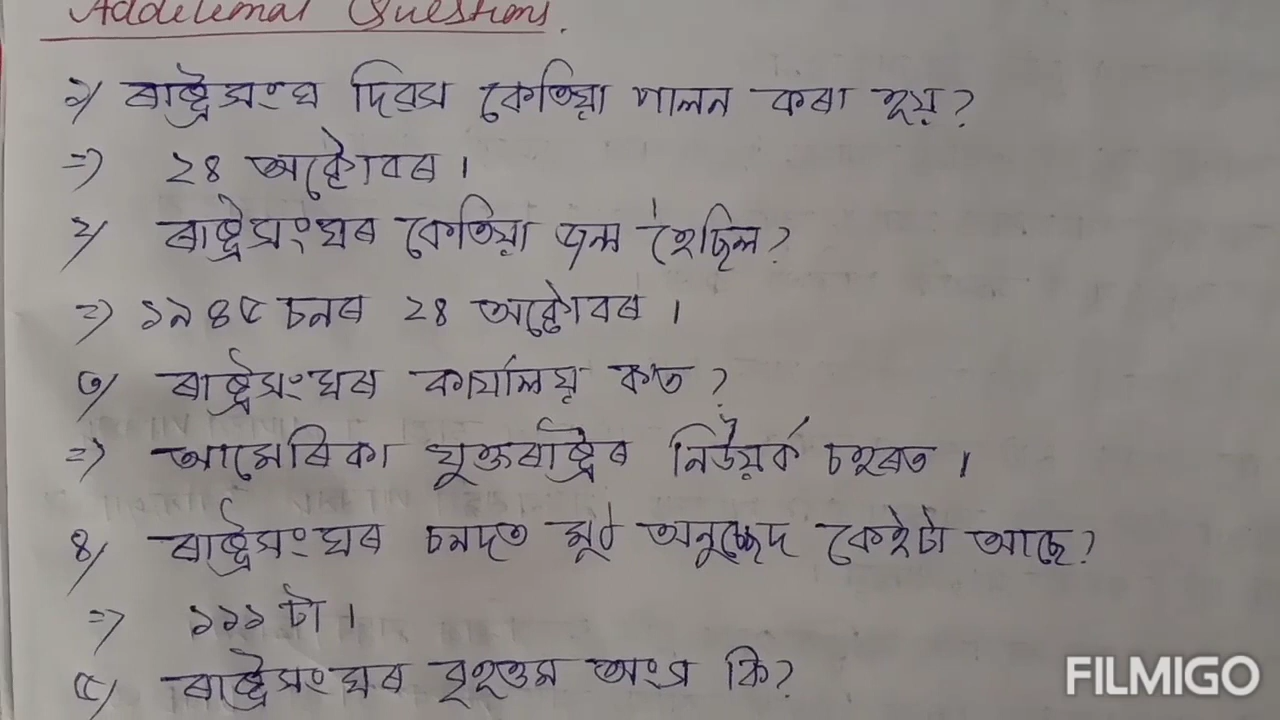 Additional Questions.
১/ ৰাষ্ট্ৰসংঘ দিৱস কেতিয়া পালন কৰা হয়?
=> ২৪ অক্টোবৰ।
২/ ৰাষ্ট্ৰসংঘৰ কেতিয়া জন্ম হৈছিল?
=> ১৯৪৫ চনৰ ২৪ অক্টোবৰ।
৩/ ৰাষ্ট্ৰসংঘৰ কাৰ্যালয় ক'ত?
=> আমেৰিকা যুক্তৰাষ্ট্ৰৰ নিউয়ৰ্ক চহৰত।
৪/ ৰাষ্ট্ৰসংঘৰ চনদত মুঠ অনুচ্ছেদ কেইটা আছে?
=> ১১১ টা।
৫/ ৰাষ্ট্ৰসংঘৰ বৃহত্তম অংগ কি?
FILMIGO